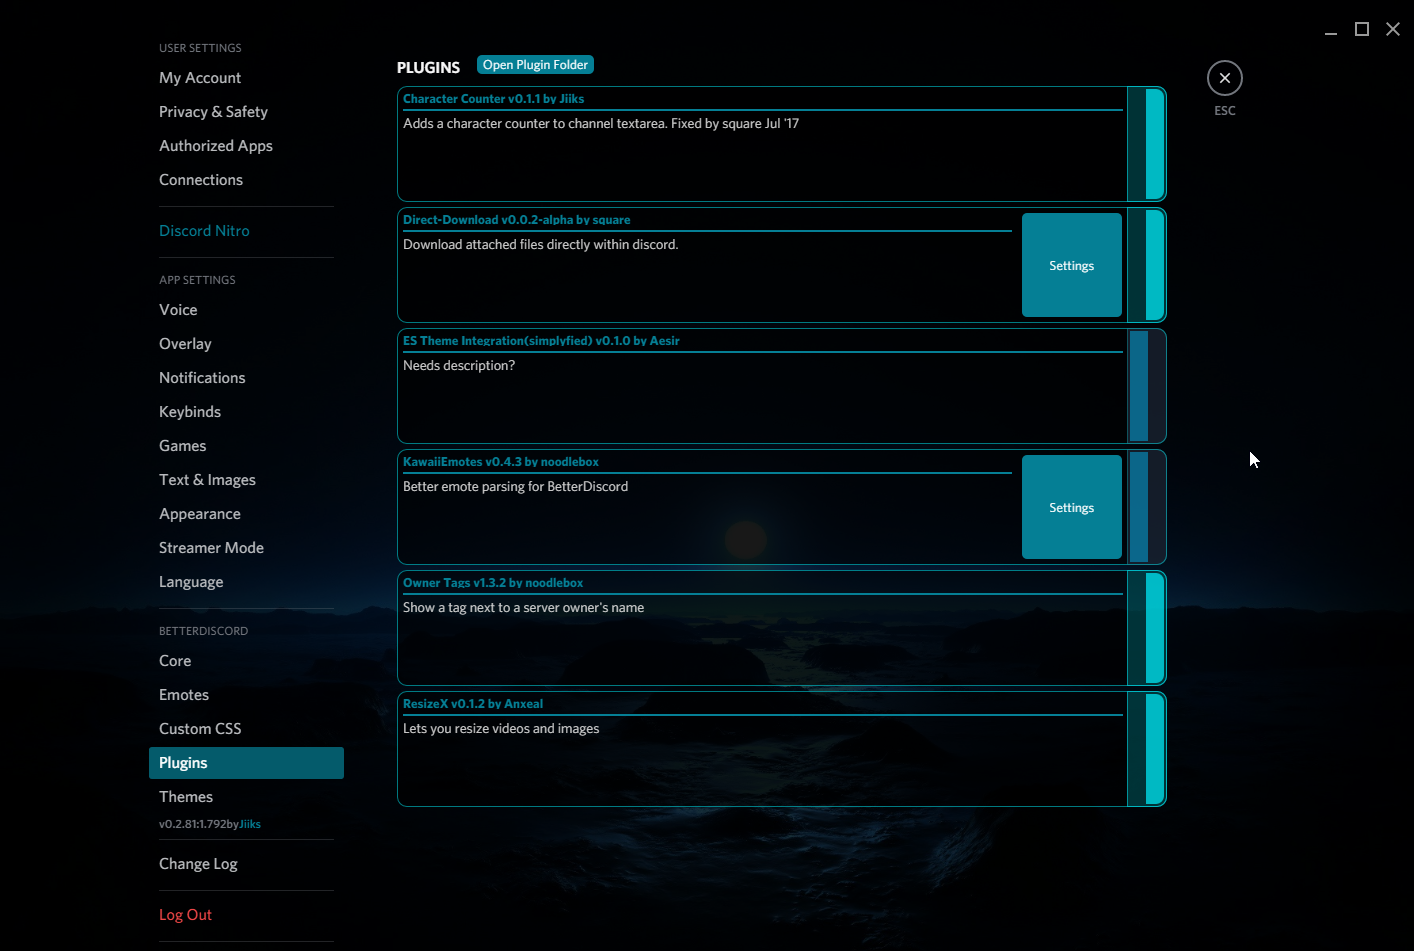 USER SETTINGS
My Account
Privacy & Safety
Authorized Apps
Connections
Discord Nitro
APP SETTINGS
Voice
Overlay
Notifications
Keybinds
Games
Text & Images
Appearance
Streamer Mode
Language
BETTERDISCORD
Core
Emotes
Custom CSS
Plugins
Themes
v0.2.81:1.792byJiiks
Change Log
Log Out
PLUGINS Open Plugin Folder
Character Counter v0.1.1 by Jiiks
Adds a character counter to channel textarea. Fixed by square Jul '17
Direct-Download v0.0.2-alpha by square
Download attached files directly within discord.
Settings
ES Theme Integration(simplyfied) v0.1.0 by Aesir
Needs description?
KawaiiEmotes v0.4.3 by noodlebox
Better emote parsing for BetterDiscord
Settings
Owner Tags v1.3.2 by noodlebox
Show a tag next to a server owner's name
ResizeX v0.1.2 by Anxeal
Lets you resize videos and images
ESC